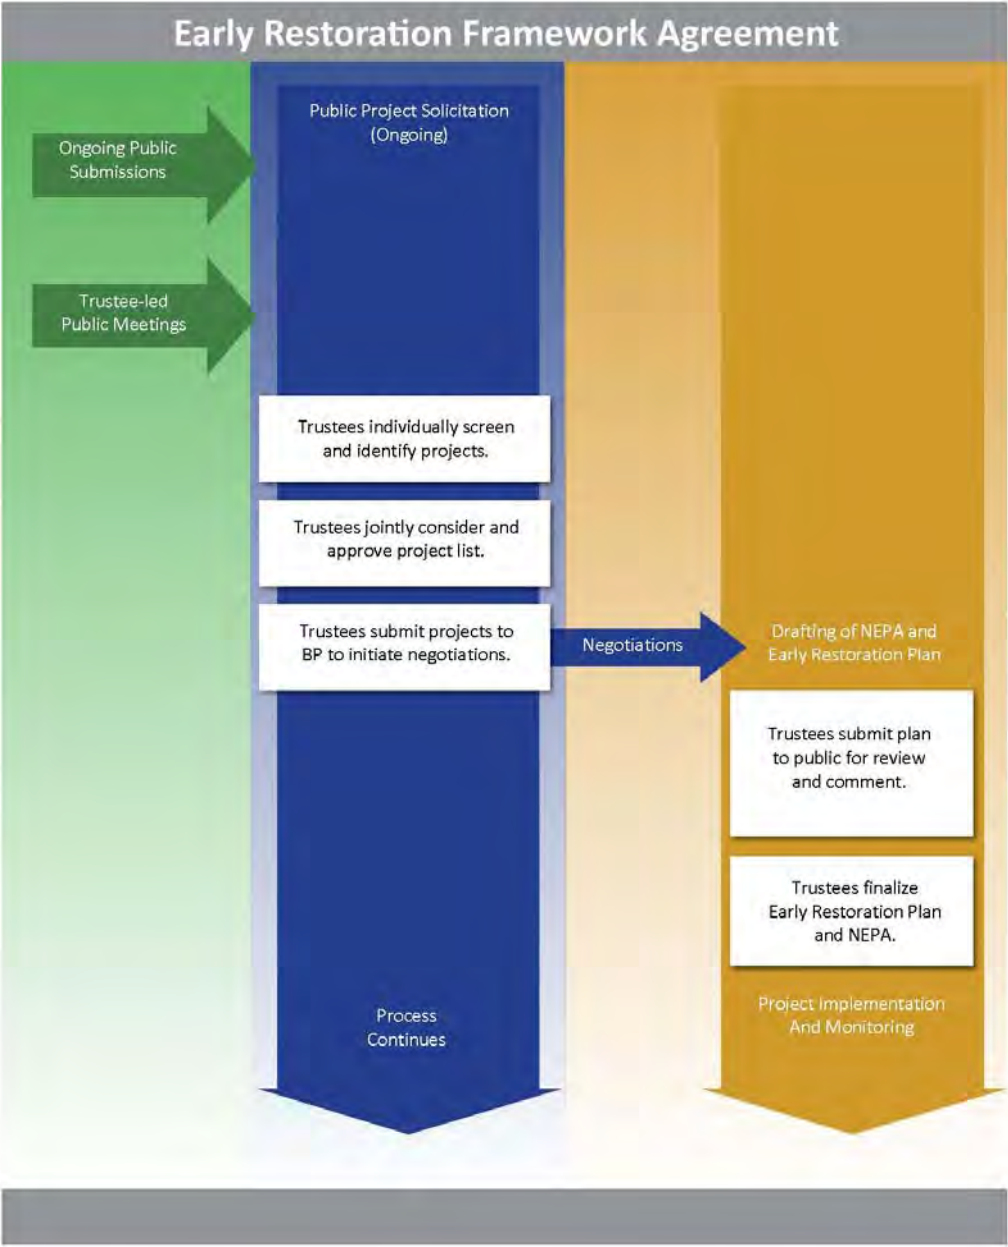 Early Restoration Framework Agreement
Ongoing Public
Submissions
Trustee-led
Public Meetings
Public Project Solicitation
(Ongoing)
Trustees individually screen
and identify projects.
Trustees jointly consider and
approve project list.
Trustees submit projects to
BP to initiate negotiations.
Negotiations
Process
Continues
Drafting of NEPA and
Early Restoration Plan
Trustees submit plan
to public for review
and comment.
Trustees finalize
Early Restoration Plan
and NEPA.
Project Implementation
And Monitoring